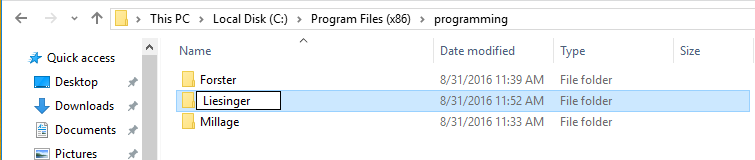 This PC > Local Disk (C:) > Program Files (x86) > programming
Name Date modified Type Size
Quick access
Desktop
Downloads
Documents
Pictures
Forster 8/31/2016 11:39 AM File folder
Liesinger 8/31/2016 11:52 AM File folder
Millage 8/31/2016 11:33 AM File folder